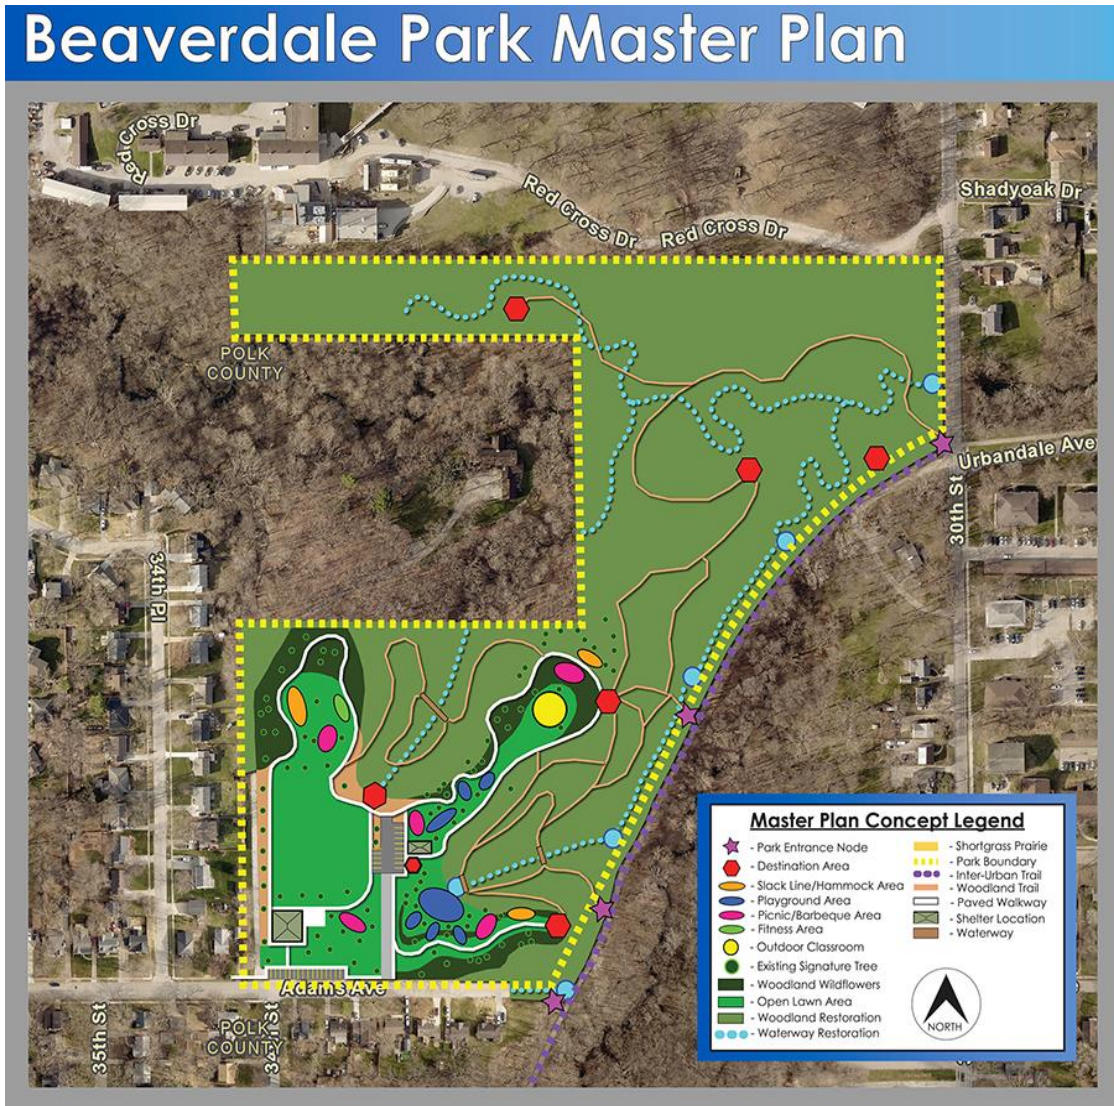 Beaverdale Park Master Plan
Red Cross Dr
Red Cross Dr
Red Cross Dr
Shadyoak Dr
POLK
COUNTY
Urbandale Ave
30th St
34th Pl
Adams Ave
35th St
34th St
POLK
COUNTY
Master Plan Concept Legend
- Park Entrance Node
- Destination Area
- Slack Line/Hammock Area
- Playground Area
- Picnic/Barbeque Area
- Fitness Area
- Outdoor Classroom
- Existing Signature Tree
- Woodland Wildflowers
- Open Lawn Area
- Woodland Restoration
- Waterway Restoration
- Shortgrass Prairie
- Park Boundary
- Inter-Urban Trail
- Woodland Trail
- Paved Walkway
- Shelter Location
- Waterway
NORTH